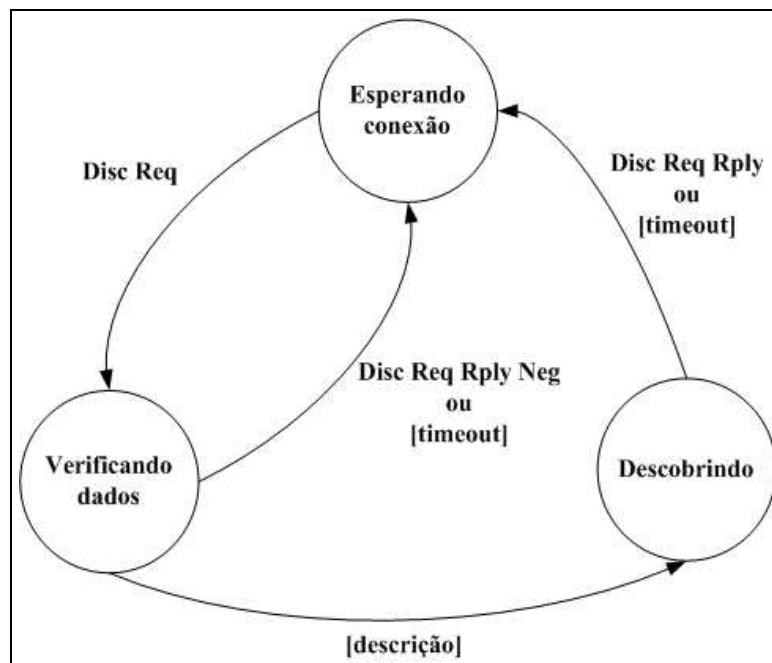 Esperando
conexão
Disc Req
Disc Req Rply
ou
[timeout]
Disc Req Rply Neg
ou
[timeout]
Verificando
dados
Descobrindo
[descrição]